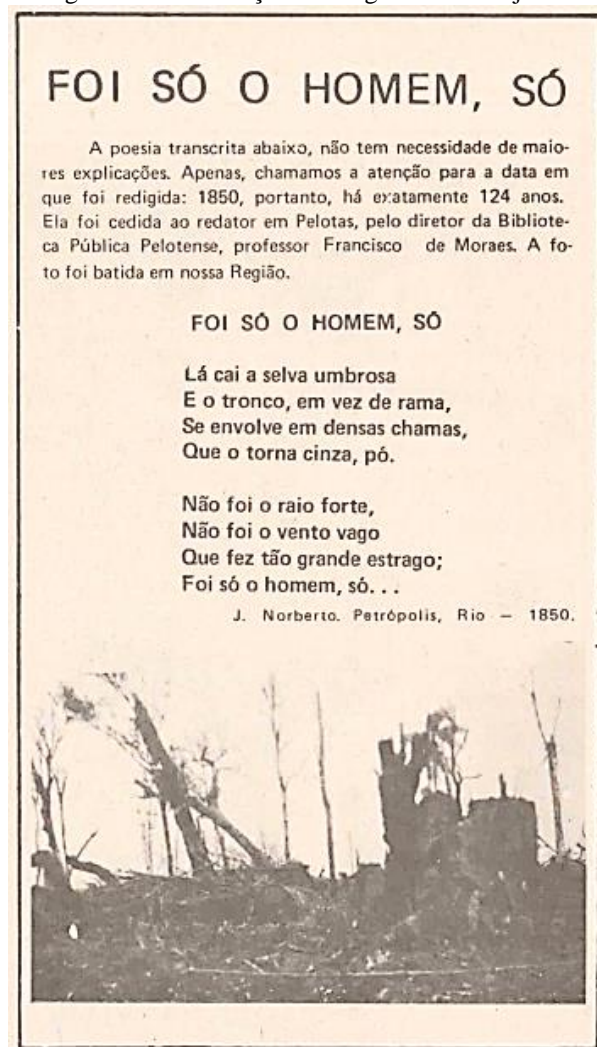 FOI SÓ O HOMEM, SÓ
A poesia transcrita abaixo, não tem necessidade de maio-
res explicações. Apenas, chamamos a atenção para a data em
que foi redigida: 1850, portanto, há exatamente 124 anos.
Ela foi cedida ao redator em Pelotas, pelo diretor da Bibliote-
ca Pública Pelotense, professor Francisco de Moraes. A fo-
to foi batida em nossa Região.
FOI SÓ O HOMEM, SÓ
Lá cai a selva umbrosa
E o tronco, em vez de rama,
Se envolve em densas chamas,
Que o torna cinza, pó.
Não foi o raio forte,
Não foi o vento vago
Que fez tão grande estrago;
Foi só o homem, só...
J. Norberto. Petrópolis, Rio — 1850.